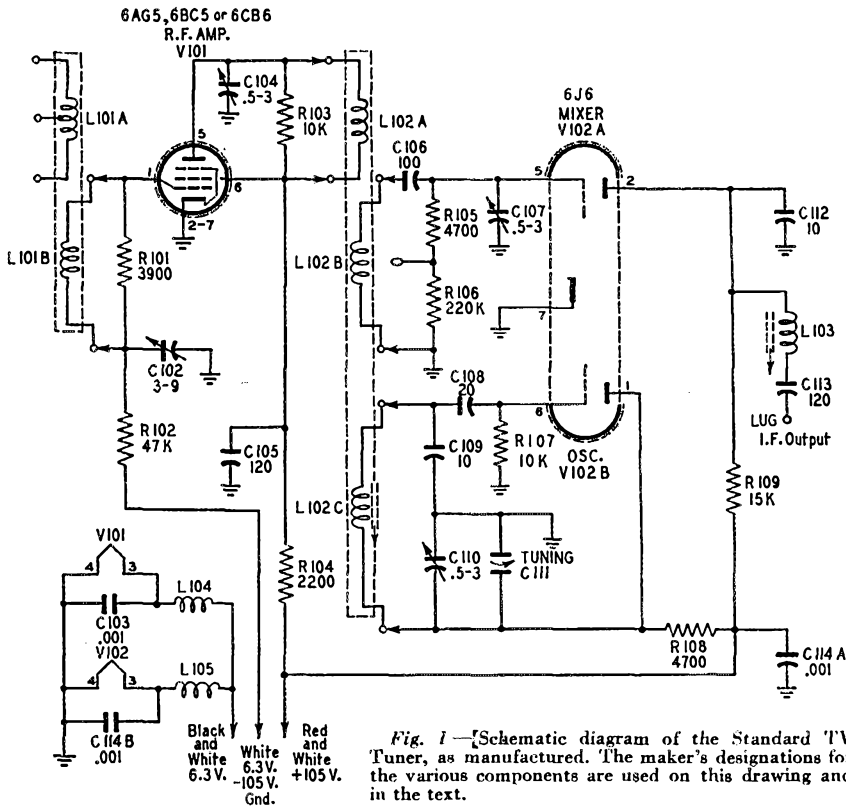 6AG5, 6BC5 or 6CB6
R.F. AMP.
V101
C104
.5-3
R103
10K
L101A
5
1
6
2-7
L101B
R101
3900
C102
3-9
R102
47K
C105
120
L102A
C106
100
R105
4700
C107
.5-3
L102B
R106
220K
6J6
MIXER
V102A
5
2
7
C112
10
L103
C113
120
LUG
I.F. Output
C108
20
6
1
C109
10
R107
10K
OSC.
V102B
R109
15K
L102C
C110
.5-3
TUNING
C111
R104
2200
R108
4700
C114A
.001
V101
4
3
L104
C103
.001
V102
4
3
L105
C114B
.001
Black
and
White
6.3V.
White
6.3V.
-105V.
Gnd.
Red
and
White
+105V.
Fig. 1—[Schematic diagram of the Standard TV
Tuner, as manufactured. The maker's designations for
the various components are used on this drawing and
in the text.